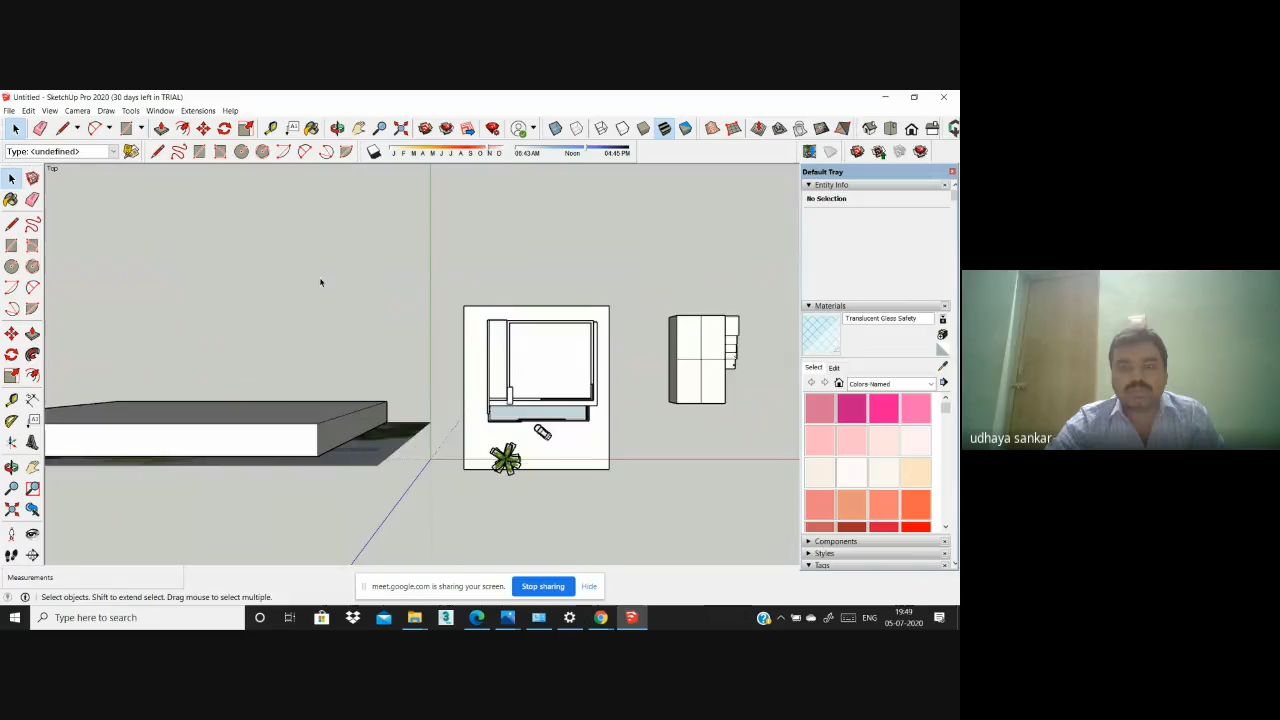 Untitled - SketchUp Pro 2020 (30 days left in TRIAL)
File Edit View Camera Draw Tools Window Extensions Help
Type: <undefined>
J F M A M J J A S O N D
06:43AM Noon 04:45 PM
Top
Default Tray
Entity Info
No Selection
Materials
Translucent Glass Safety
Select Edit
Colors-Named
Components
Styles
Tags
udhaya sankar
Measurements
meet.google.com is sharing your screen. Stop sharing Hide
Select objects. Shift to extend select. Drag mouse to select multiple.
Type here to search
ENG
19:49
05-07-2020